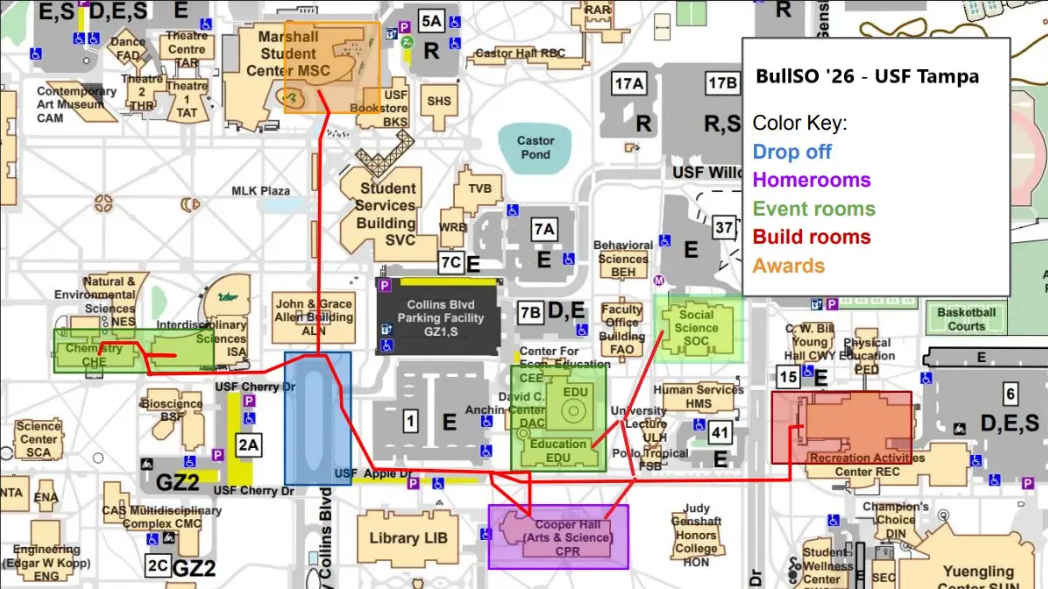 E,S
D,E,S
E
P
Dance
FAD
Theatre
Centre
TAR
Theatre
2
THR
Theatre
1
TAT
Contemporary
Art Museum
CAM
Marshall
Student
Center MSC
USF
Bookstore
BKS
P
5A
R
SHS
Castor Hall RBC
RAR
17A
R
17B
R,S
R
Castor
Pond
USF Willo
BullSO '26 - USF Tampa
Color Key:
Drop off
Homerooms
Event rooms
Build rooms
Awards
MLK Plaza
Student
Services
Building
SVC
TVB
WRB
7A
E
7C
E
Behavioral
Sciences
BEH
E
37
M
Natural &
Environmental
Sciences
NES
Interdisciplinary
Sciences
ISA
Chemistry
CHE
John & Grace
Allen Building
ALN
P
Collins Blvd
Parking Facility
GZ1,S
7B
D,E
Faculty
Office
Building
FAO
Social
Science
SOC
P
C. W. Bill
Young
Hall CWY
Physical
Education
PED
Basketball
Courts
E
15
E
6
D,E,S
USF Cherry Dr
Bioscience
BSF
P
2A
P
GZ2
USF Cherry Dr
Science
Center
SCA
1
E
Center For
Econ. Education
CEE
David C.
Anchin Center
DAC
EDU
Education
EDU
Human Services
HMS
University
Lecture
ULH
FSB
41
E
Recreation Activities
Center REC
P
USF Apple Dr
P
Collins Blvd
ENA
CAS Multidisciplinary
Complex CMC
Engineering
(Edgar W Kopp)
ENG
2C
GZ2
Library LIB
Cooper Hall
(Arts & Science)
CPR
Judy
Genshaft
Honors
College
HON
Dr
Champion's
Choice
DIN
Student
Wellness
Center
E
SEC
Yuengling